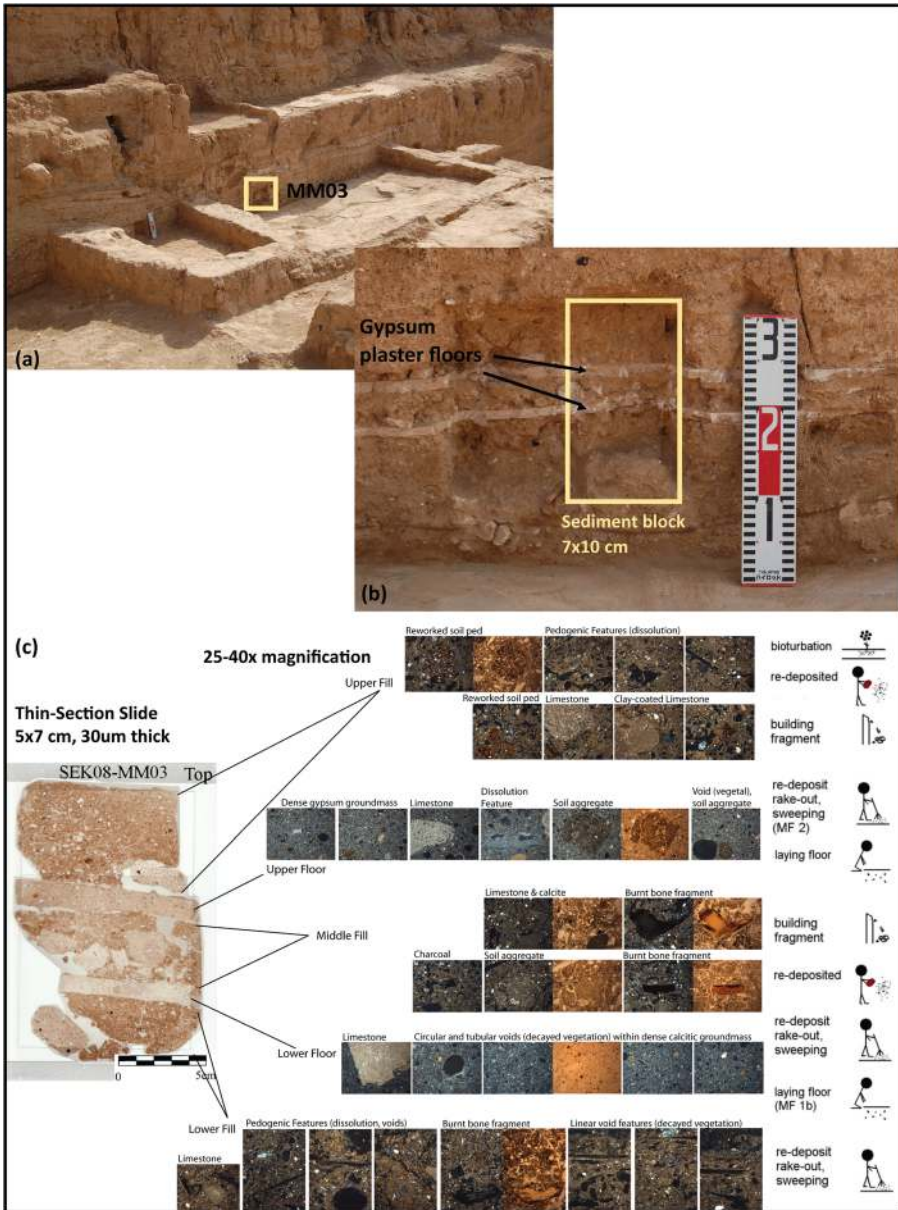 MM03
(a)
Gypsum
plaster floors
3
2
1
Sediment block
7x10 cm
(b)
(c)
25-40x magnification
Thin-Section Slide
5x7 cm, 30um thick
SEK08-MM03 Top
0 5cm
Upper Fill
Reworked soil ped
Pedogenic Features (dissolution)
bioturbation
re-deposited
Reworked soil ped
Limestone
Clay-coated Limestone
building
fragment
Upper Floor
Dense gypsum groundmass
Limestone
Dissolution
Feature
Soil aggregate
Void (vegetal),
soil aggregate
re-deposit
rake-out,
sweeping
(MF 2)
laying floor
Middle Fill
Limestone & calcite
Burnt bone fragment
building
fragment
Charcoal
Soil aggregate
Burnt bone fragment
re-deposited
Lower Floor
Limestone
Circular and tubular voids (decayed vegetation) within dense calcitic groundmass
re-deposit
rake-out,
sweeping
laying floor
(MF 1b)
Lower Fill
Limestone
Pedogenic Features (dissolution, voids)
Burnt bone fragment
Linear void features (decayed vegetation)
re-deposit
rake-out,
sweeping